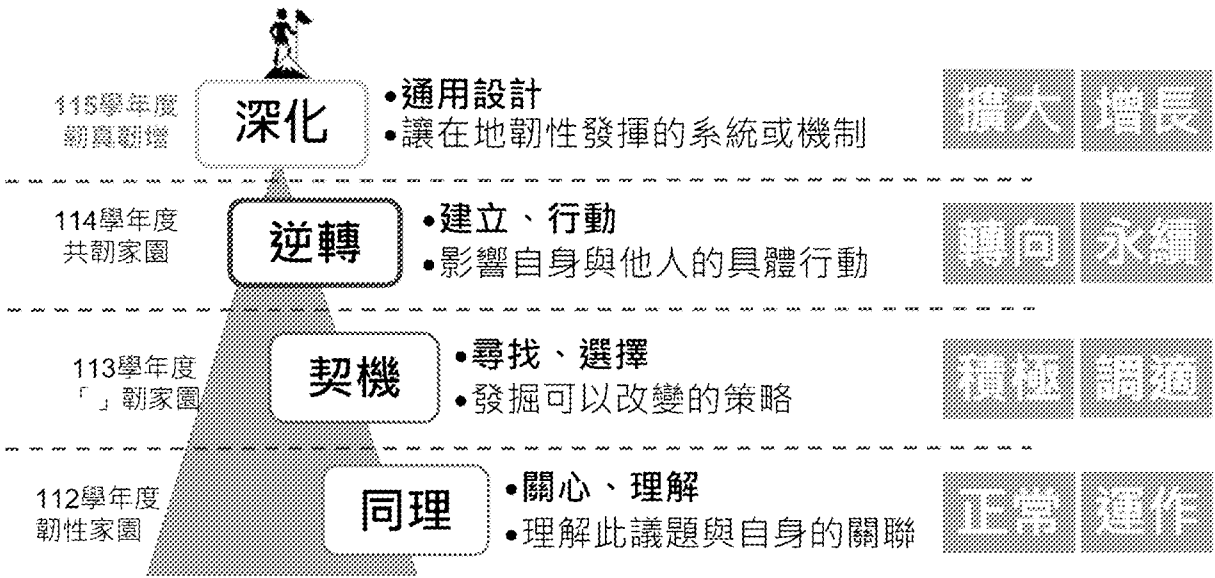 115學年度
韌真韌增
深化
•通用設計
•讓在地韌性發揮的系統或機制
擴大 增長
114學年度
共韌家園
逆轉
•建立、行動
•影響自身與他人的具體行動
轉向 永續
113學年度
「」韌家園
契機
•尋找、選擇
•發掘可以改變的策略
積極 調適
112學年度
韌性家園
同理
•關心、理解
•理解此議題與自身的關聯
正常 運作